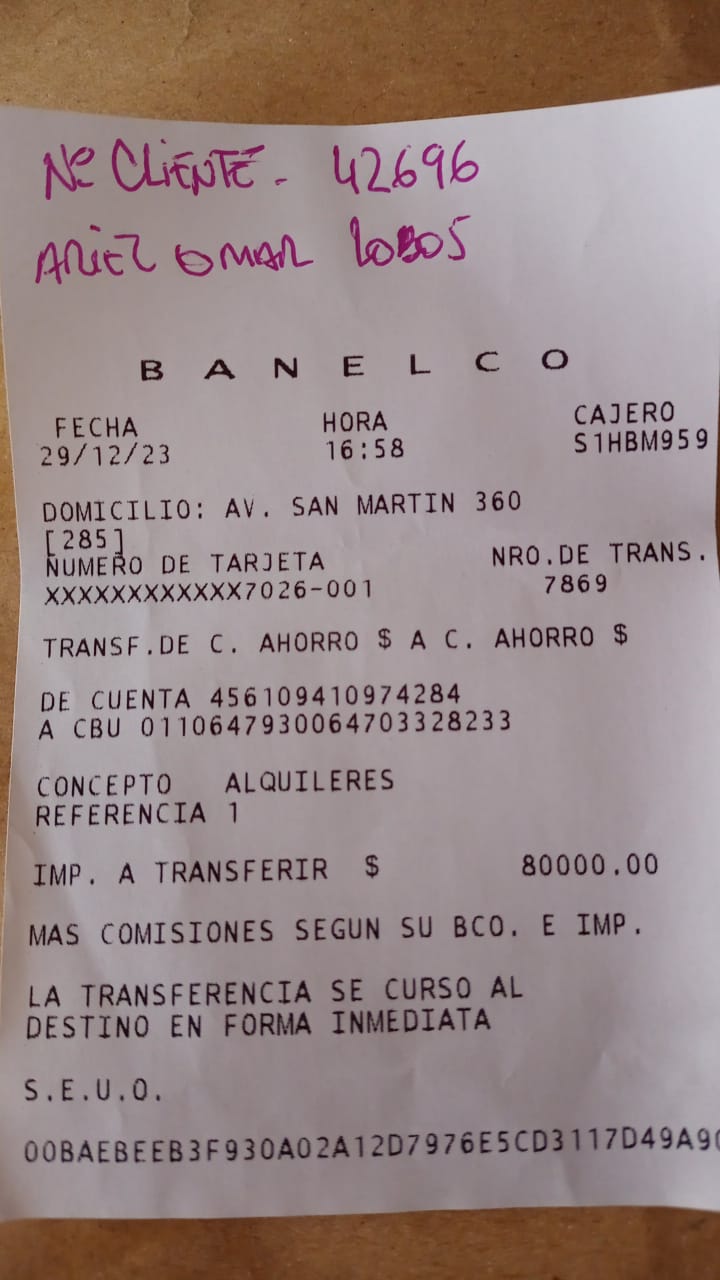 Nº CLIENTE - 42696
ARIEL OMAR LOBOS
BANELCO
FECHA HORA CAJERO
29/12/23 16:58 S1HBM959
DOMICILIO: AV. SAN MARTIN 360
[285]
NUMERO DE TARJETA NRO.DE TRANS.
XXXXXXXXXXXX7026-001 7869
TRANSF.DE C. AHORRO $ A C. AHORRO $
DE CUENTA 456109410974284
A CBU 0110647930064703328233
CONCEPTO ALQUILERES
REFERENCIA 1
IMP. A TRANSFERIR $ 80000.00
MAS COMISIONES SEGUN SU BCO. E IMP.
LA TRANSFERENCIA SE CURSO AL
DESTINO EN FORMA INMEDIATA
S.E.U.O.
00BAEBEEB3F930A02A12D7976E5CD3117D49A90